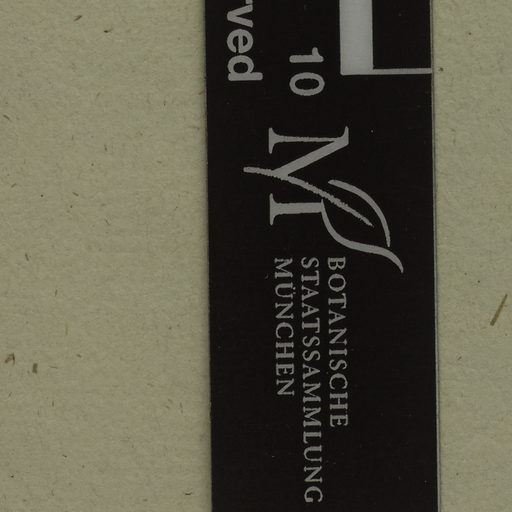 10
rved
BOTANISCHE
STAATSSAMMLUNG
MÜNCHEN